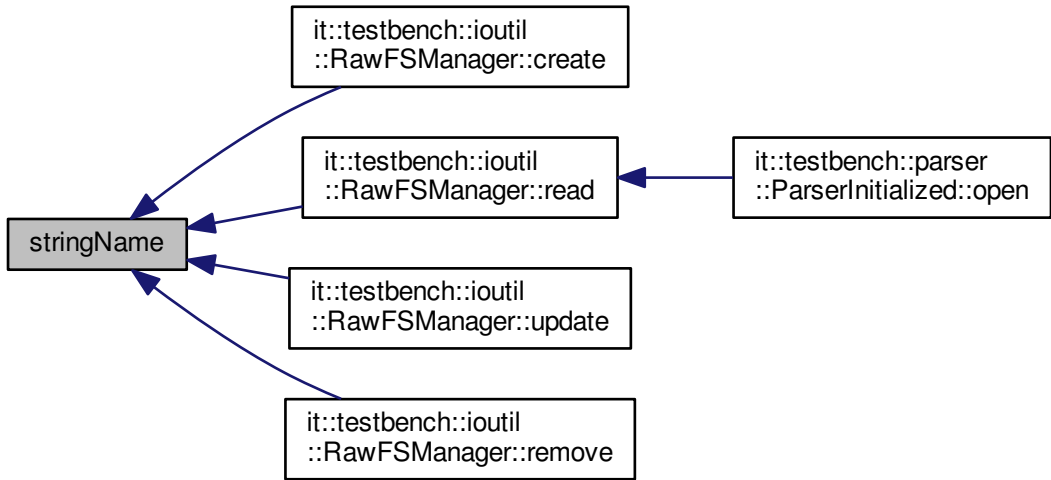 it::testbench::ioutil
::RawFSManager::create
it::testbench::ioutil
::RawFSManager::read
it::testbench::parser
::ParserInitialized::open
stringName
it::testbench::ioutil
::RawFSManager::update
it::testbench::ioutil
::RawFSManager::remove